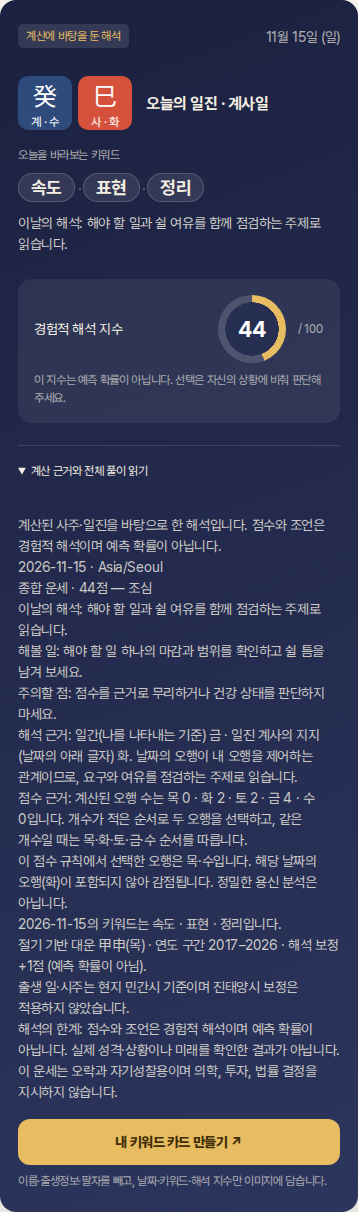 계산에 바탕을 둔 해석
11월 15일 (일)
癸 巳
계·수 사·화
오늘의 일진·계사일
오늘을 바라보는 키워드
속도 · 표현 · 정리
이날의 해석: 해야 할 일과 쉴 여유를 함께 점검하는 주제로
읽습니다.
경험적 해석 지수
44
/ 100
이 지수는 예측 확률이 아닙니다. 선택은 자신의 상황에 비춰 판단해
주세요.
▼ 계산 근거와 전체 풀이 읽기
계산된 사주·일진을 바탕으로 한 해석입니다. 점수와 조언은
경험적 해석이며 예측 확률이 아닙니다.
2026-11-15 · Asia/Seoul
종합 운세 · 44점 — 조심
이날의 해석: 해야 할 일과 쉴 여유를 함께 점검하는 주제로
읽습니다.
해볼 일: 해야 할 일 하나의 마감과 범위를 확인하고 쉴 틈을
남겨 보세요.
주의할 점: 점수를 근거로 무리하거나 건강 상태를 판단하지
마세요.
해석 근거: 일간(나를 나타내는 기준) 금 · 일진 계사의 지지
(날짜의 아래 글자) 화. 날짜의 오행이 내 오행을 제어하는
관계이므로, 요구와 여유를 점검하는 주제로 읽습니다.
점수 근거: 계산된 오행 수는 목 0 · 화 2 · 토 2 · 금 4 · 수
0입니다. 개수가 적은 순서로 두 오행을 선택하고, 같은
개수일 때는 목·화·토·금·수 순서를 따릅니다.
이 점수 규칙에서 선택한 오행은 목·수입니다. 해당 날짜의
오행(화)이 포함되지 않아 감점됩니다. 정밀한 용신 분석은
아닙니다.
2026-11-15의 키워드는 속도 · 표현 · 정리입니다.
절기 기반 대운 甲申(목) · 연도 구간 2017–2026 · 해석 보정
+1점 (예측 확률이 아님).
출생 일·시주는 현지 민간시 기준이며 진태양시 보정은
적용하지 않았습니다.
해석의 한계: 점수와 조언은 경험적 해석이며 예측 확률이
아닙니다. 실제 성격·상황이나 미래를 확인한 결과가 아닙니다.
이 운세는 오락과 자기성찰용이며 의학, 투자, 법률 결정을
지시하지 않습니다.
내 키워드 카드 만들기 ↗
이름·출생정보·팔자를 빼고, 날짜·키워드·해석 지수만 이미지에 담습니다.